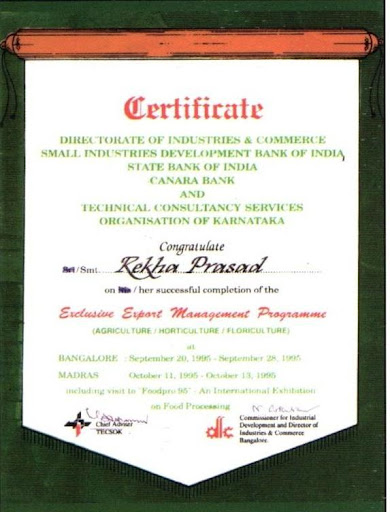 Certificate
DIRECTORATE OF INDUSTRIES & COMMERCE
SMALL INDUSTRIES DEVELOPMENT BANK OF INDIA,
STATE BANK OF INDIA
CANARA BANK
AND
TECHNICAL CONSULTANCY SERVICES
ORGANISATION OF KARNATAKA
Congratulate
Sri/Smt. Rekha Prasad
on his / her successful completion of the
Exclusive Export Management Programme
(AGRICULTURE / HORTICULTURE / FLORICULTURE)
at
BANGALORE : September 20, 1995 - September 28, 1995
MADRAS October 11, 1995 - October 13, 1995
including visit to "Foodpro 95" - An International Exhibition
on Food Processing
Chief Adviser
TECSOK
dic
Commissioner for Industrial
Development and Director of
Industries & Commerce
Bangalore.